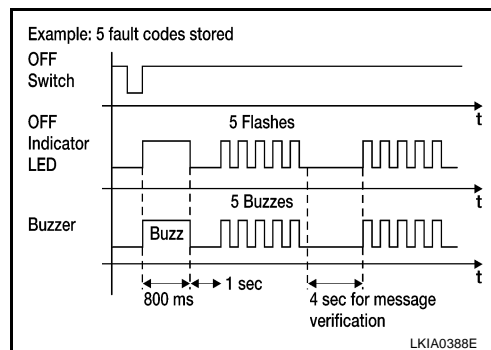 Example: 5 fault codes stored
OFF
Switch
t
OFF
Indicator
LED
5 Flashes
t
5 Buzzes
Buzzer
Buzz
t
1 sec
800 ms
4 sec for message
verification
LKIA0388E